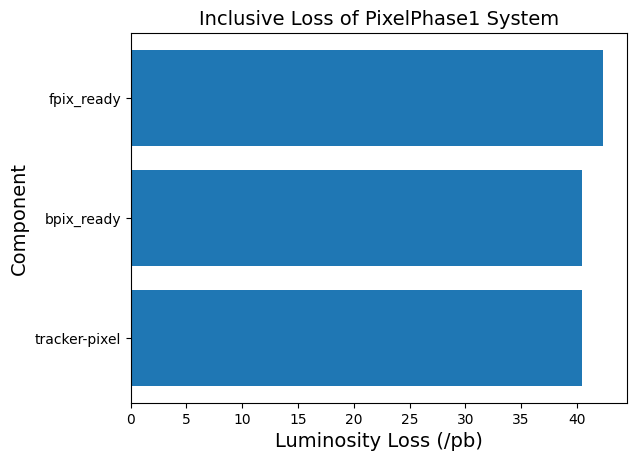 Inclusive Loss of PixelPhase1 System
Component
fpix_ready
bpix_ready
tracker-pixel
0 5 10 15 20 25 30 35 40
Luminosity Loss (/pb)